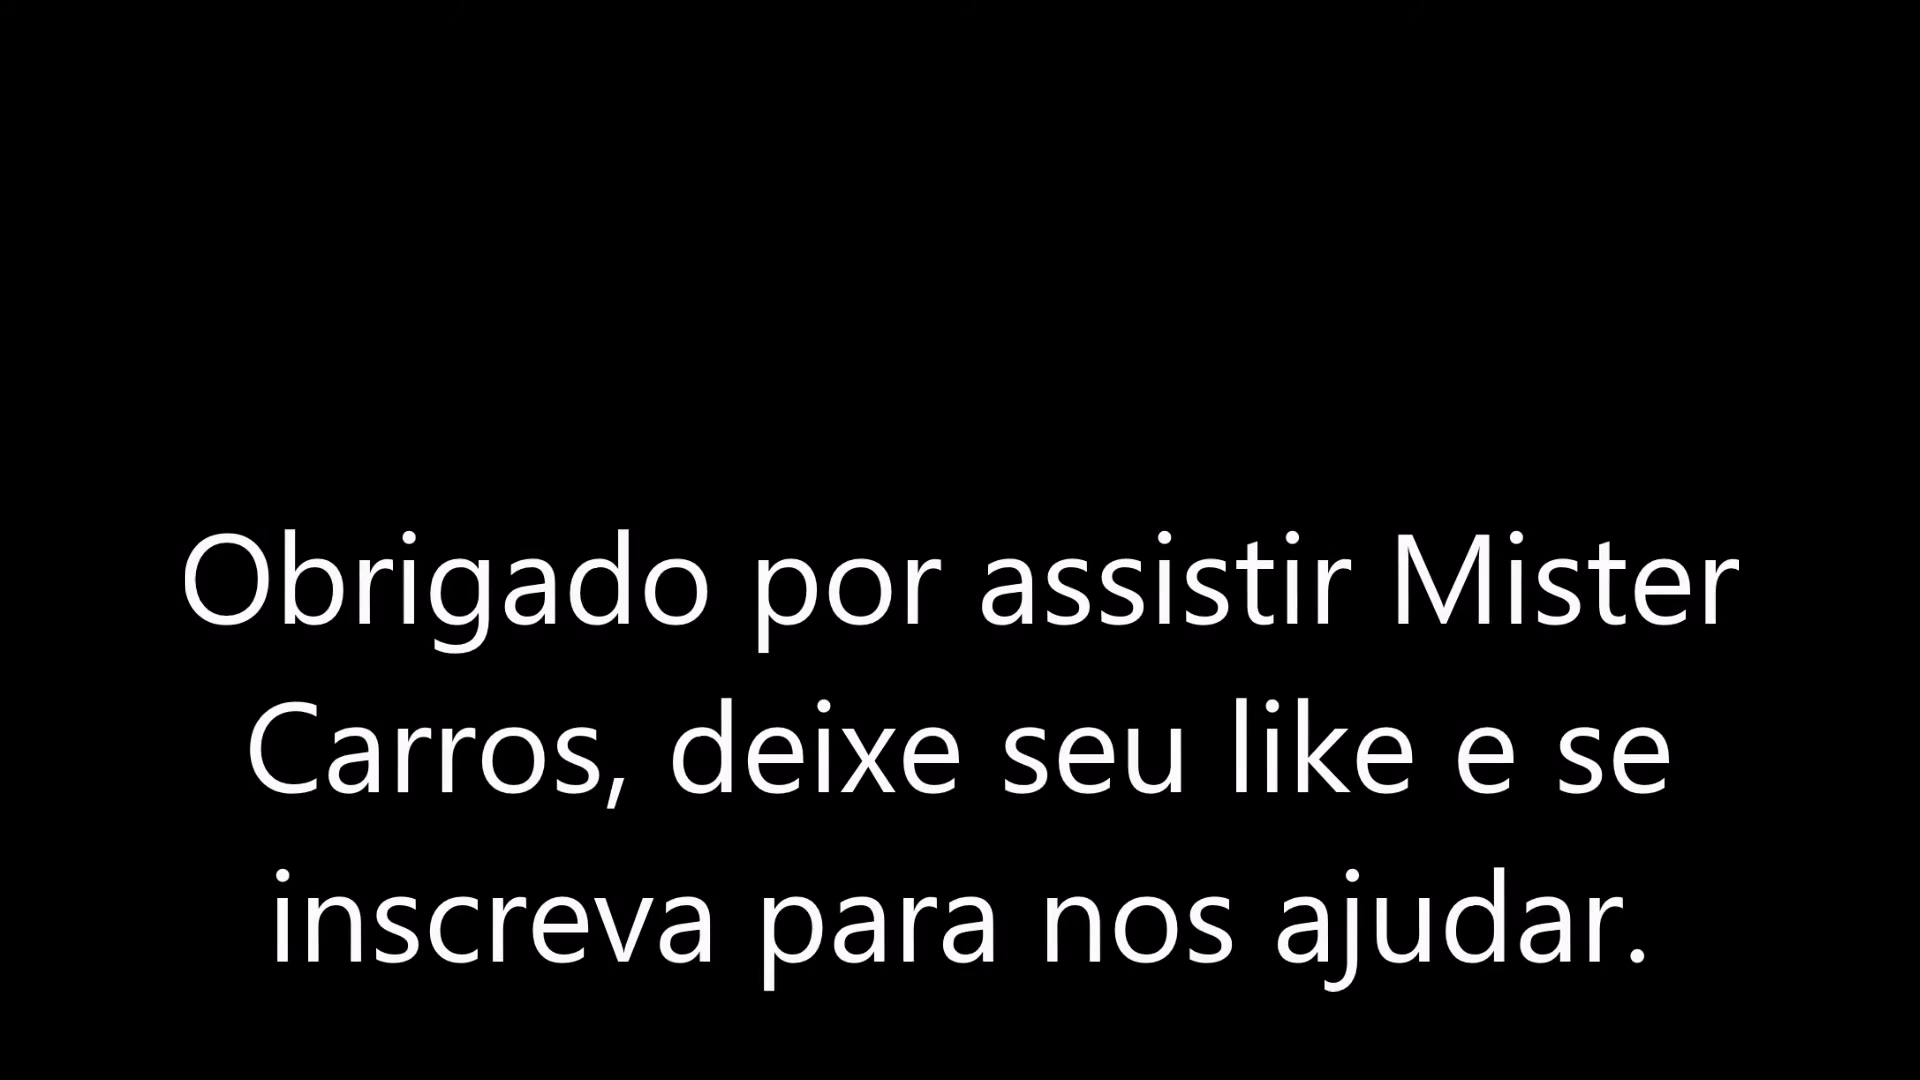 Obrigado por assistir Mister
Carros, deixe seu like e se
inscreva para nos ajudar.